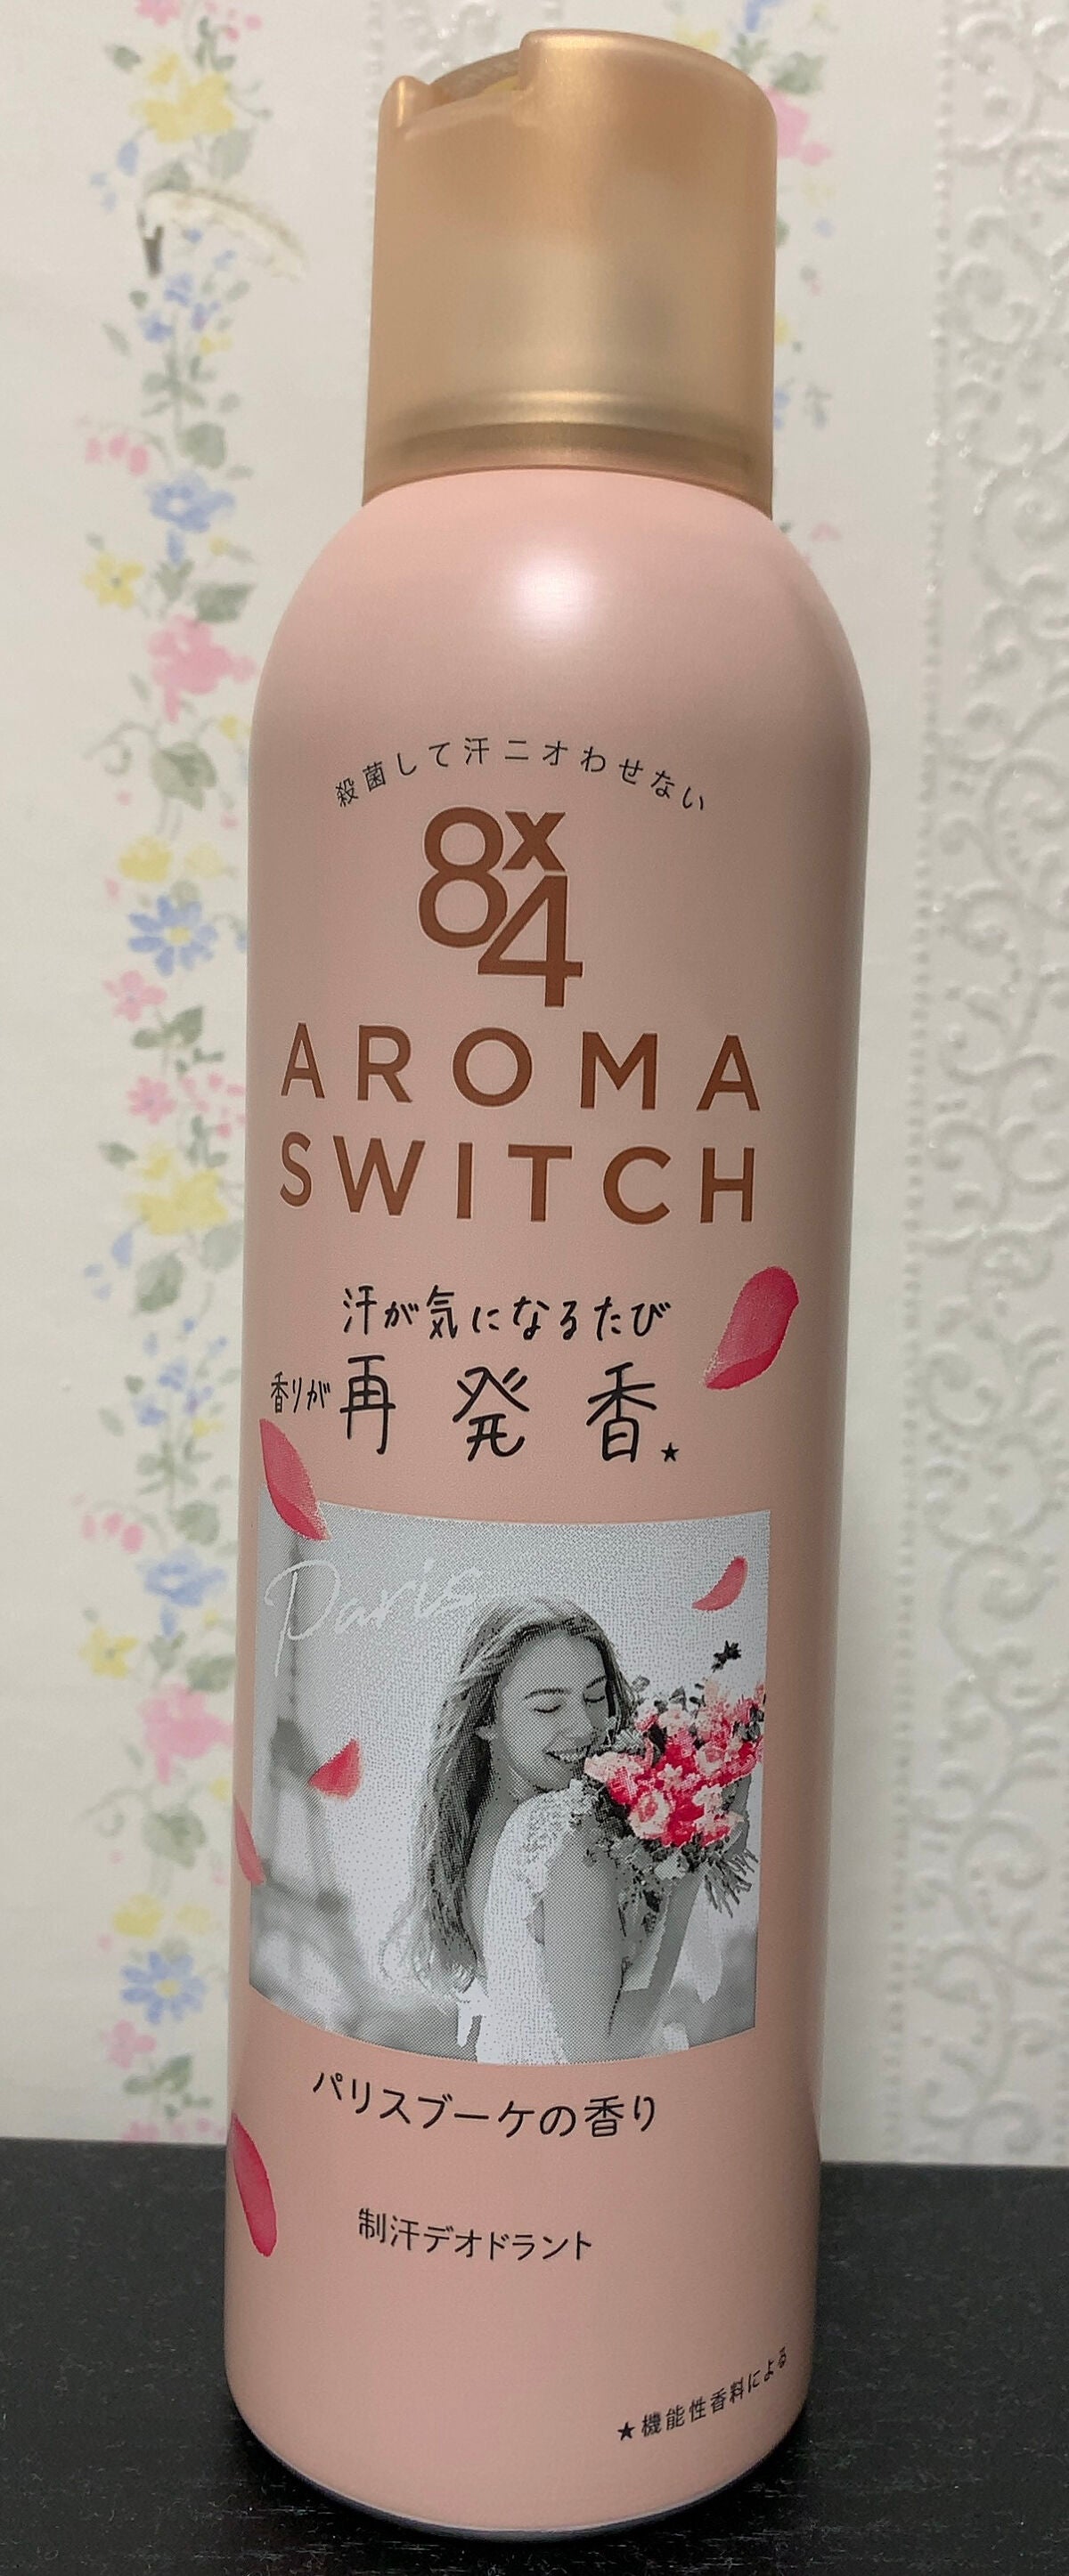 殺菌して汗ニオわせない
8x4
AROMA
SWITCH
汗が気になるたび
香りが再発香★
Paris
パリスブーケの香り
制汗デオドラント
★機能性香料による